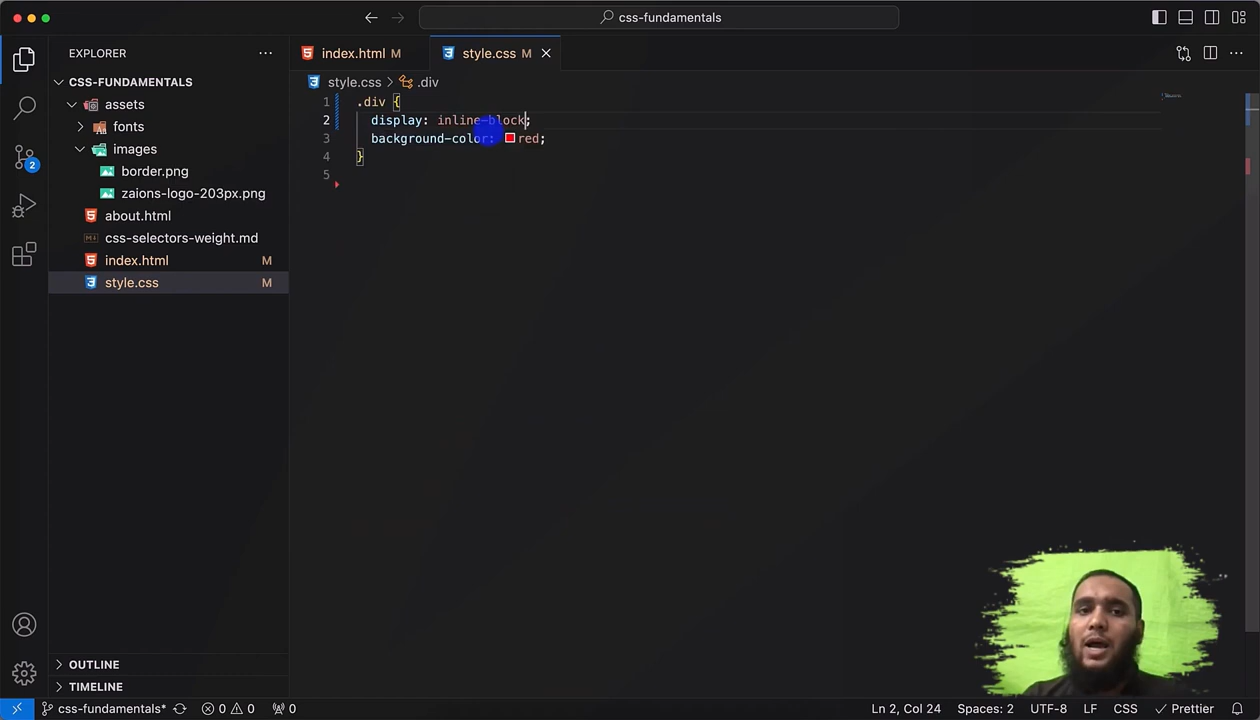 css-fundamentals
EXPLORER
CSS-FUNDAMENTALS
assets
fonts
images
border.png
zaions-logo-203px.png
about.html
css-selectors-weight.md
index.html M
style.css M
OUTLINE
TIMELINE
index.html M
style.css M
style.css > .div
1 .div {
2 display: inline-block;
3 background-color: red;
4 }
5
css-fundamentals* 0 0 0
Ln 2, Col 24 Spaces: 2 UTF-8 LF CSS Prettier
2